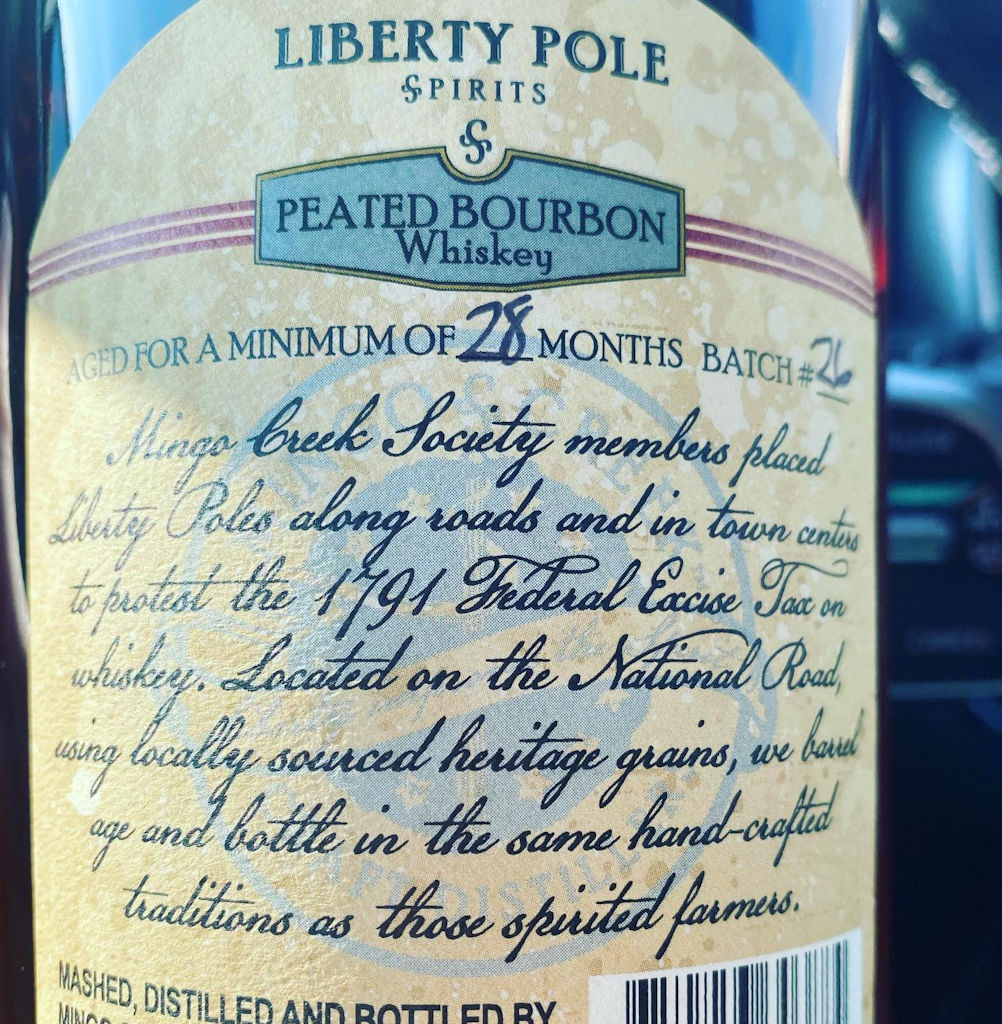 LIBERTY POLE
SPIRITS
PEATED BOURBON
Whiskey
AGED FOR A MINIMUM OF 28 MONTHS BATCH # 26
Mingo Creek Society members placed
Liberty Poles along roads and in town centers
to protest the 1791 Federal Excise Tax on
whiskey. Located on the National Road,
using locally sourced heritage grains, we barrel
age and bottle in the same hand-crafted
traditions as those spirited farmers.
MASHED, DISTILLED AND BOTTLED BY